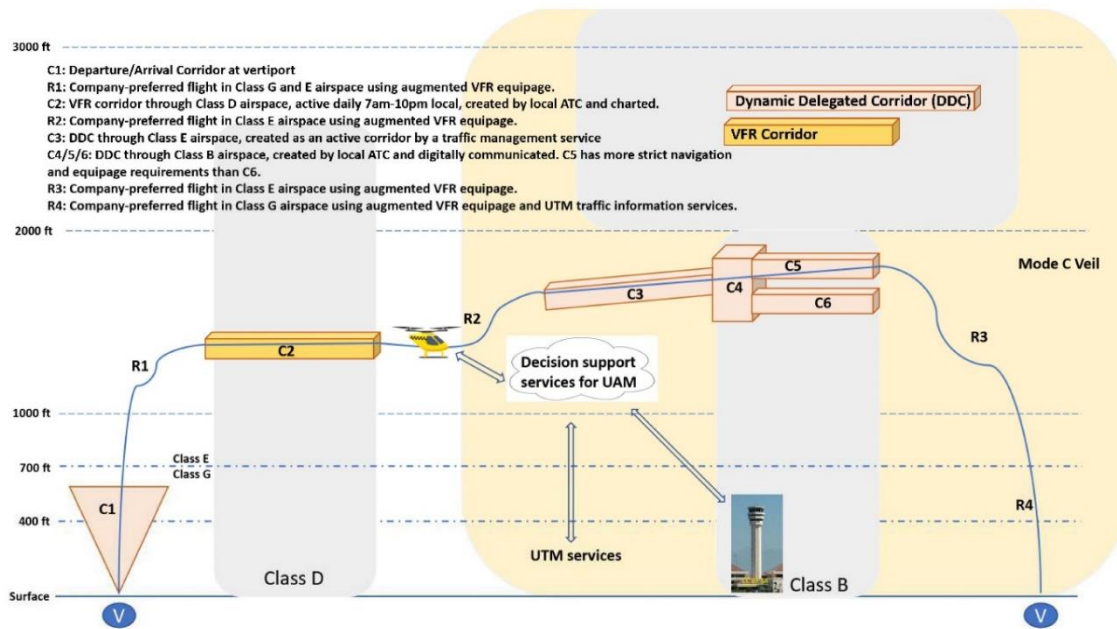 3000 ft
C1: Departure/Arrival Corridor at vertiport
R1: Company-preferred flight in Class G and E airspace using augmented VFR equipage.
C2: VFR corridor through Class D airspace, active daily 7am-10pm local, created by local ATC and charted.
R2: Company-preferred flight in Class E airspace using augmented VFR equipage.
C3: DDC through Class E airspace, created as an active corridor by a traffic management service
C4/5/6: DDC through Class B airspace, created by local ATC and digitally communicated. C5 has more strict navigation
and equipage requirements than C6.
R3: Company-preferred flight in Class E airspace using augmented VFR equipage.
R4: Company-preferred flight in Class G airspace using augmented VFR equipage and UTM traffic information services.
Dynamic Delegated Corridor (DDC)
VFR Corridor
2000 ft
Mode C Veil
C5
C4
C3
C6
R2
R3
R1
C2
Decision support
services for UAM
1000 ft
Class E
700 ft
Class G
C1
R4
400 ft
UTM services
Class D
Class B
Surface
V
V